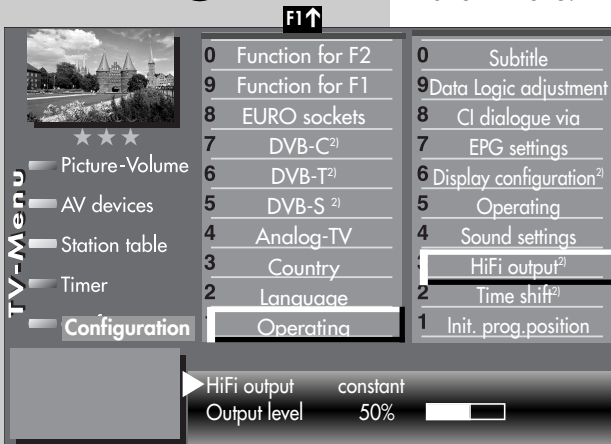 F1↑
TV-Menu
Picture-Volume
AV devices
Station table
Timer
Configuration
0 Function for F2
9 Function for F1
8 EURO sockets
7 DVB-C2)
6 DVB-T2)
5 DVB-S 2)
4 Analog-TV
3 Country
2 Language
Operating
0 Subtitle
9 Data Logic adjustment
8 CI dialogue via
7 EPG settings
6 Display configuration2)
5 Operating
4 Sound settings
HiFi output2)
2 Time shift2)
1 Init. prog.position
HiFi output constant
Output level 50%